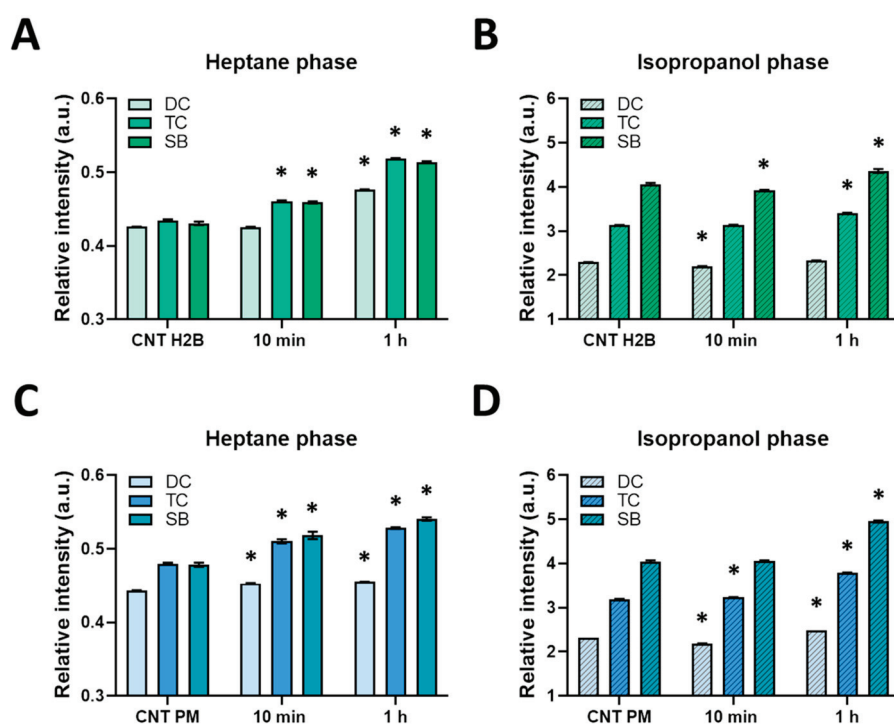 A
Heptane phase
Relative intensity (a.u.)
0.6
0.5
0.4
0.3
DC
TC
SB
* * * * *
CNT H2B 10 min 1 h
B
Isopropanol phase
Relative intensity (a.u.)
6
5
4
3
2
1
DC
TC
SB
* * * *
CNT H2B 10 min 1 h
C
Heptane phase
Relative intensity (a.u.)
0.6
0.5
0.4
0.3
DC
TC
SB
* * * * * *
CNT PM 10 min 1 h
D
Isopropanol phase
Relative intensity (a.u.)
6
5
4
3
2
1
DC
TC
SB
* * * * *
CNT PM 10 min 1 h